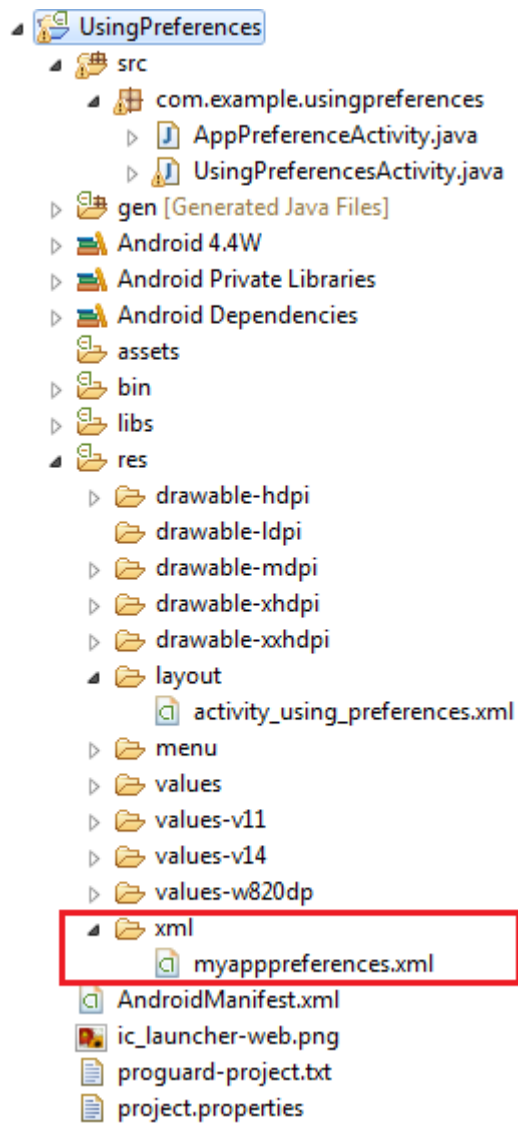 UsingPreferences
src
com.example.usingpreferences
AppPreferenceActivity.java
UsingPreferencesActivity.java
gen [Generated Java Files]
Android 4.4W
Android Private Libraries
Android Dependencies
assets
bin
libs
res
drawable-hdpi
drawable-ldpi
drawable-mdpi
drawable-xhdpi
drawable-xxhdpi
layout
activity_using_preferences.xml
menu
values
values-v11
values-v14
values-w820dp
xml
myapppreferences.xml
AndroidManifest.xml
ic_launcher-web.png
proguard-project.txt
project.properties